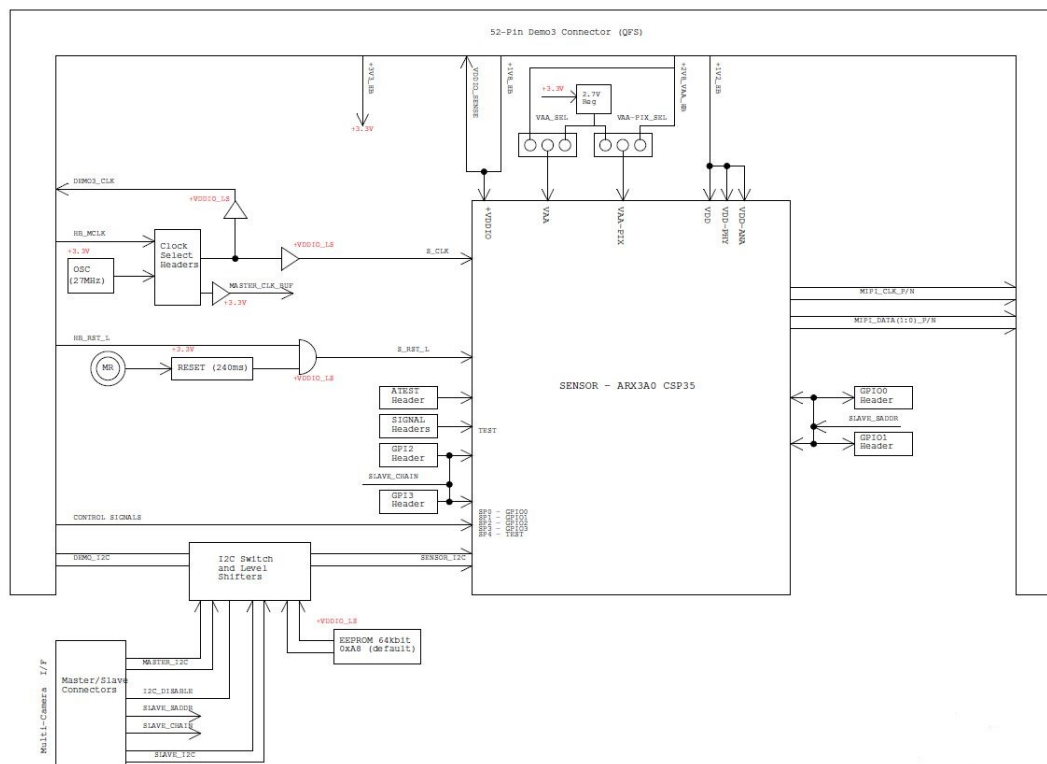 52-Pin Demo3 Connector (QFS)
+3V3_HB
VDDIO_SENSE
+1V8_HB
+2V8_VAA_HB
+1V2_HB
+3.3V
+3.3V
2.7V
Reg
VAA_SEL
VAA-PIX_SEL
DEMO3_CLK
+VDDIO_LS
+VDDIO
VAA
VAA-PIX
VDD
VDD-PHY
VDD-ANA
HB_MCLK
+3.3V
OSC
(27MHz)
Clock
Select
Headers
+VDDIO_LS
S_CLK
MASTER_CLK_BUF
+3.3V
MIPI_CLK_P/N
MIPI_DATA(1:0)_P/N
HB_RST_L
+3.3V
MR
RESET (240ms)
+VDDIO_LS
S_RST_L
SENSOR - ARX3A0 CSP35
ATEST
Header
SIGNAL
Headers
TEST
GPI2
Header
SLAVE_CHAIN
GPI3
Header
GPIO0
Header
SLAVE_SADDR
GPIO1
Header
SP0 - GPIO0
SP1 - GPIO1
SP2 - GPIO2
SP3 - GPIO3
SP4 - TEST
CONTROL SIGNALS
DEMO_I2C
I2C Switch
and Level
Shifters
SENSOR_I2C
+VDDIO_LS
EEPROM 64kbit
0xA8 (default)
Multi-Camera I/F
Master/Slave
Connectors
MASTER_I2C
I2C_DISABLE
SLAVE_SADDR
SLAVE_CHAIN
SLAVE_I2C